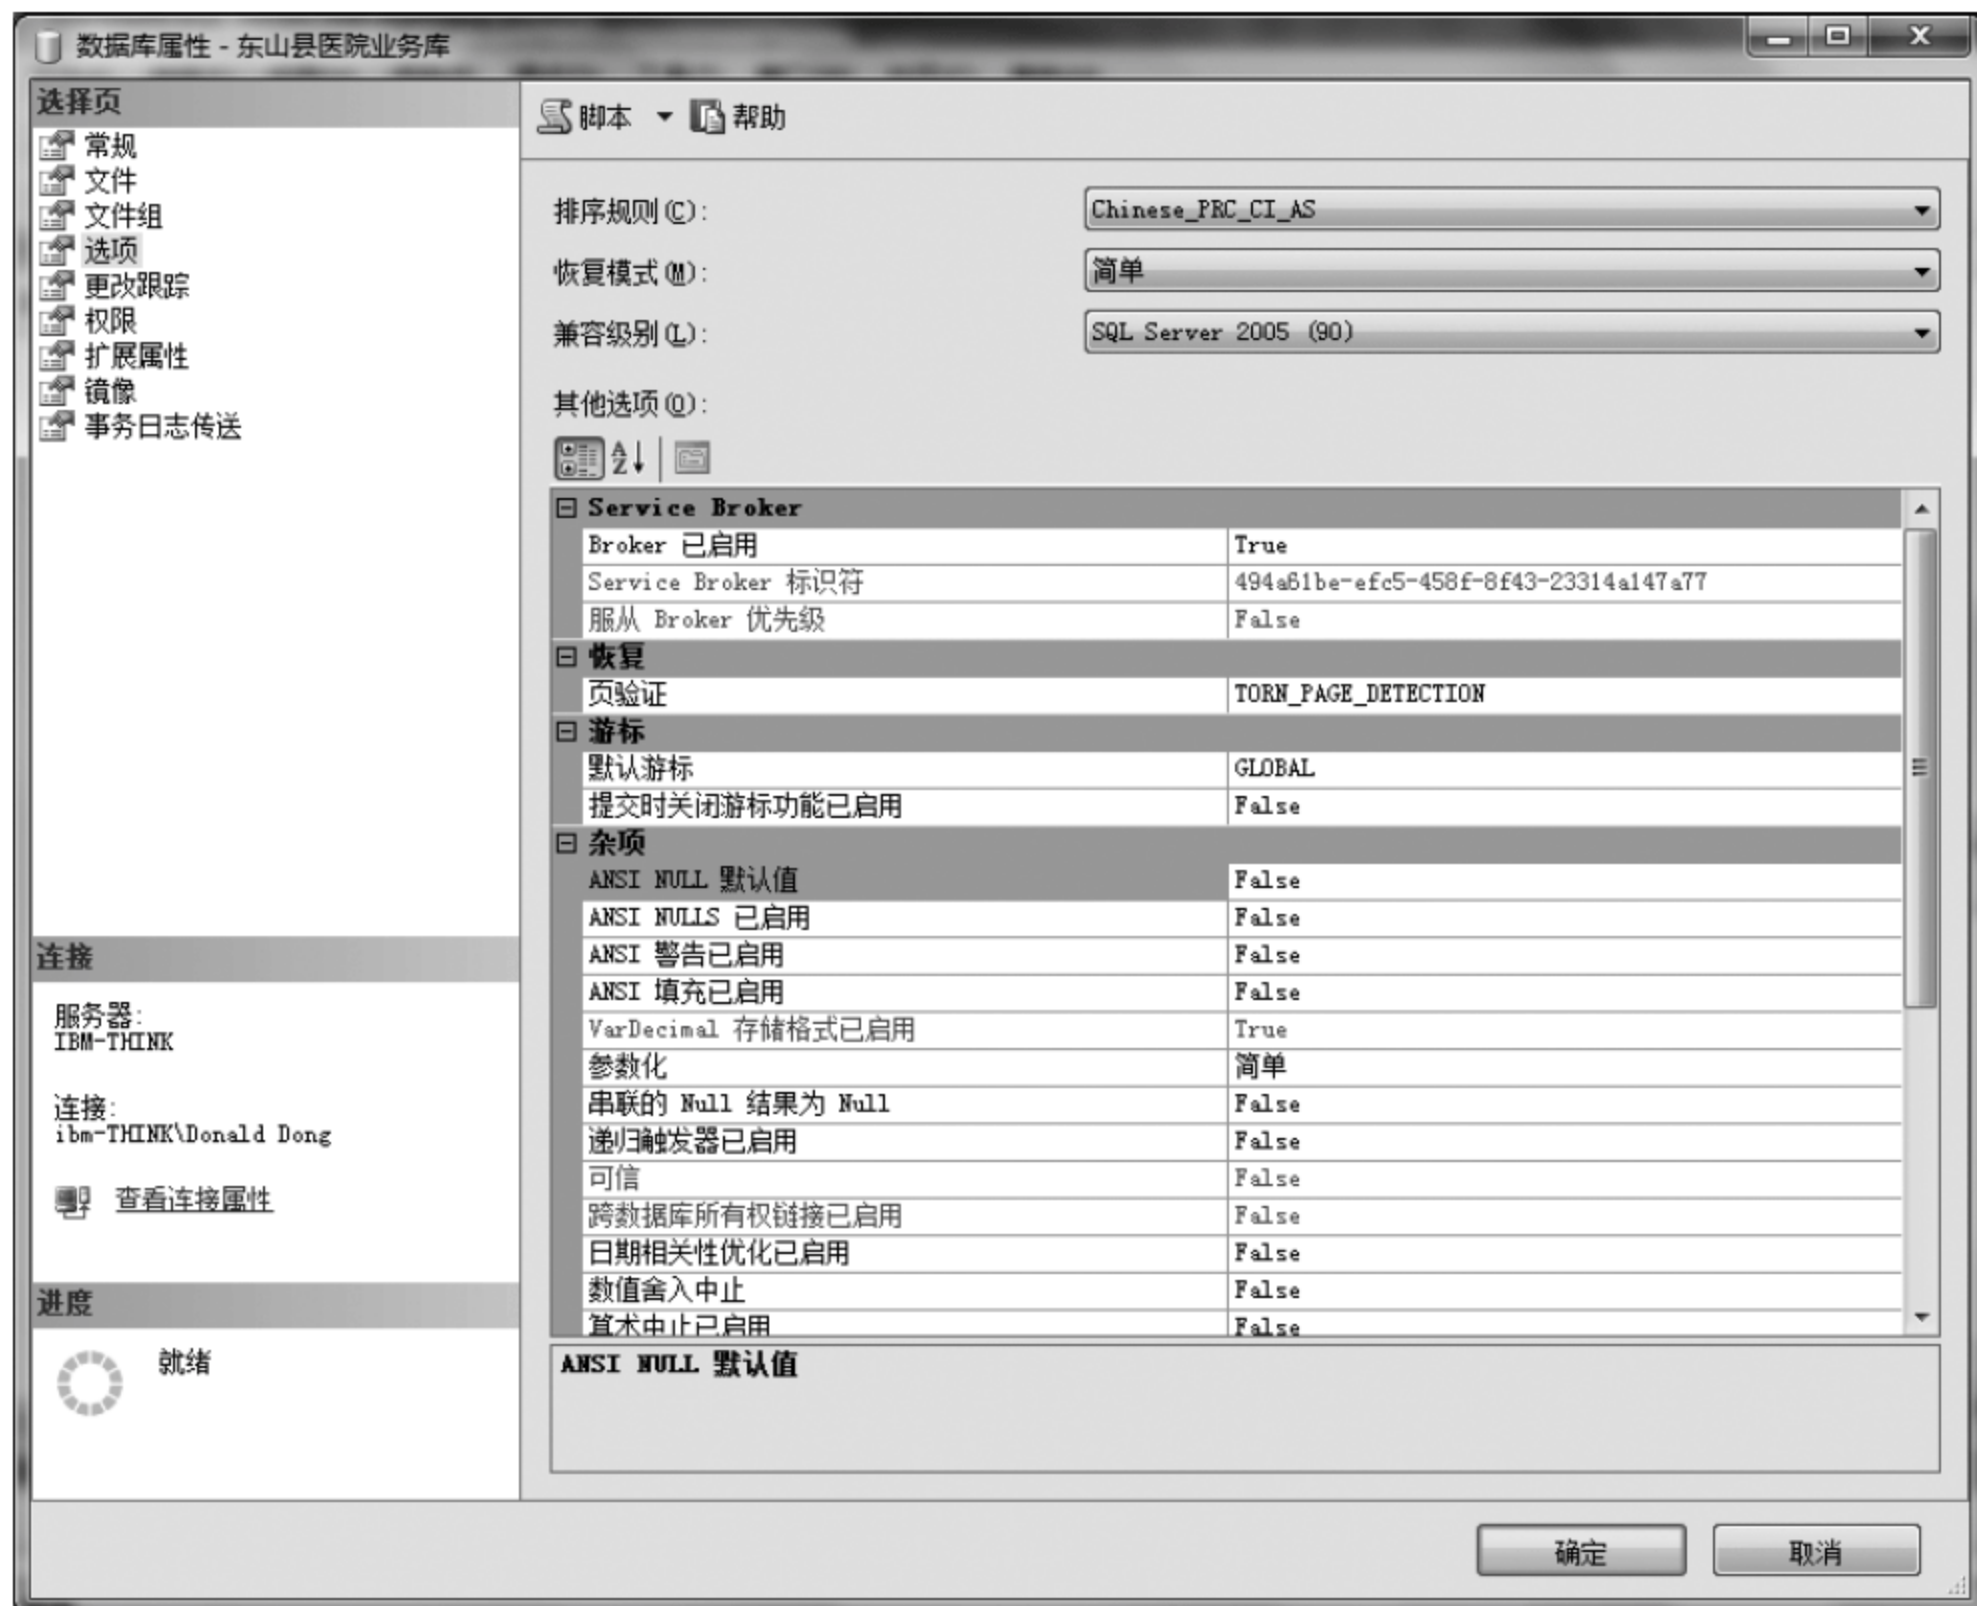 数据库属性 - 东山县医院业务库
选择页
常规
文件
文件组
选项
更改跟踪
权限
扩展属性
镜像
事务日志传送
脚本 帮助
排序规则(C): Chinese_PRC_CI_AS
恢复模式(M): 简单
兼容级别(L): SQL Server 2005 (90)
其他选项(O):
Service Broker
Broker 已启用 True
Service Broker 标识符 494a61be-efc5-458f-8f43-23314a147a77
服从 Broker 优先级 False
恢复
页验证 TORN_PAGE_DETECTION
游标
默认游标 GLOBAL
提交时关闭游标功能已启用 False
杂项
ANSI NULL 默认值 False
ANSI NULLS 已启用 False
ANSI 警告已启用 False
ANSI 填充已启用 False
VarDecimal 存储格式已启用 True
参数化 简单
串联的 Null 结果为 Null False
递归触发器已启用 False
可信 False
跨数据库所有权链接已启用 False
日期相关性优化已启用 False
数值舍入中止 False
算术中止已启用 False
ANSI NULL 默认值
连接
服务器:
IBM-THINK
连接:
ibm-THINK\Donald Dong
查看连接属性
进度
就绪
确定 取消